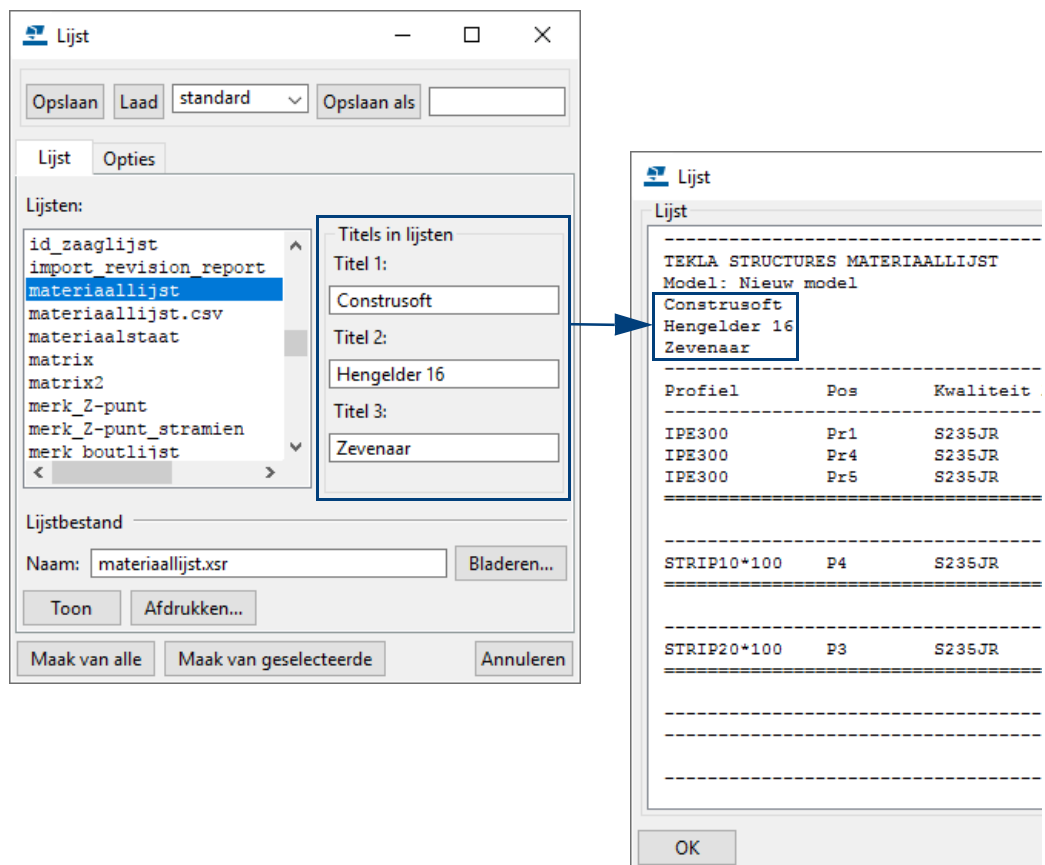 Lijst
Opslaan Laad standard Opslaan als
Lijst Opties
Lijsten:
id_zaaglijst
import_revision_report
materiaallijst
materiaallijst.csv
materiaalstaat
matrix
matrix2
merk_Z-punt
merk_Z-punt_stramien
merk_boutlijst
Titels in lijsten
Titel 1:
Construsoft
Titel 2:
Hengelder 16
Titel 3:
Zevenaar
Lijstbestand
Naam: materiaallijst.xsr Bladeren...
Toon Afdrukken...
Maak van alle Maak van geselecteerde Annuleren
Lijst
Lijst
TEKLA STRUCTURES MATERIAALLIJST
Model: Nieuw model
Construsoft
Hengelder 16
Zevenaar
Profiel Pos Kwaliteit
IPE300 Pr1 S235JR
IPE300 Pr4 S235JR
IPE300 Pr5 S235JR
STRIP10*100 P4 S235JR
STRIP20*100 P3 S235JR
OK